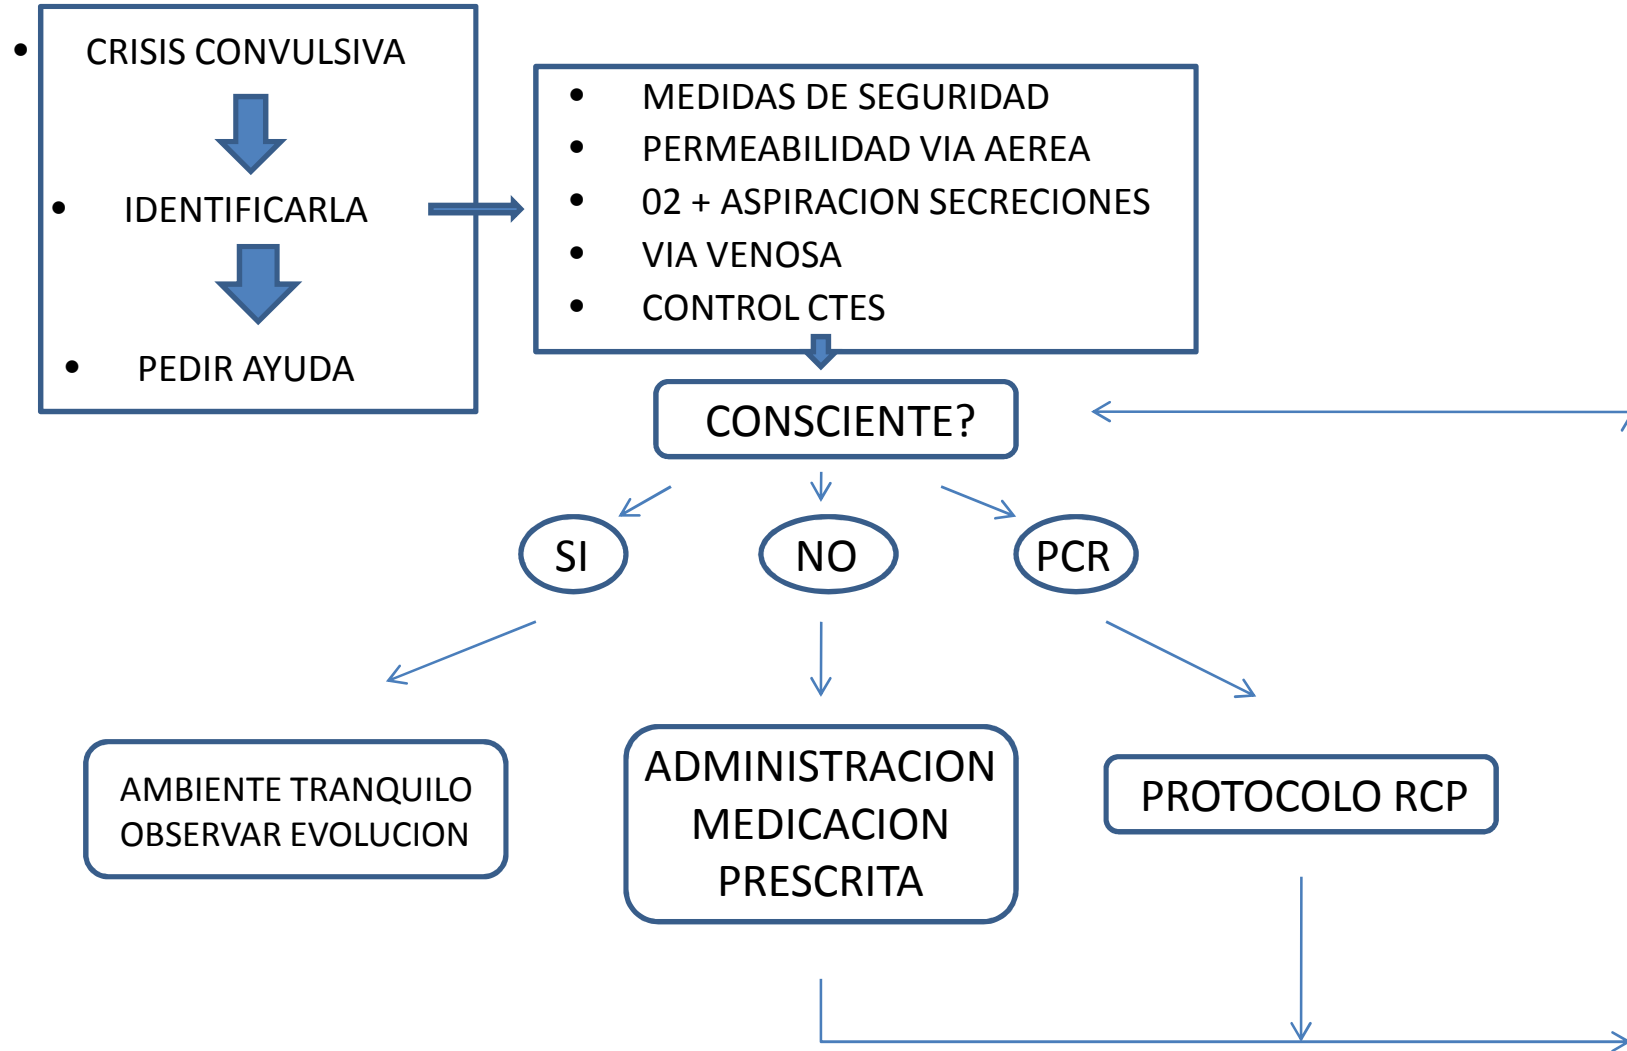 • CRISIS CONVULSIVA
• IDENTIFICARLA
• PEDIR AYUDA
• MEDIDAS DE SEGURIDAD
• PERMEABILIDAD VIA AEREA
• 02 + ASPIRACION SECRECIONES
• VIA VENOSA
• CONTROL CTES
CONSCIENTE?
SI
NO
PCR
AMBIENTE TRANQUILO
OBSERVAR EVOLUCION
ADMINISTRACION
MEDICACION
PRESCRITA
PROTOCOLO RCP